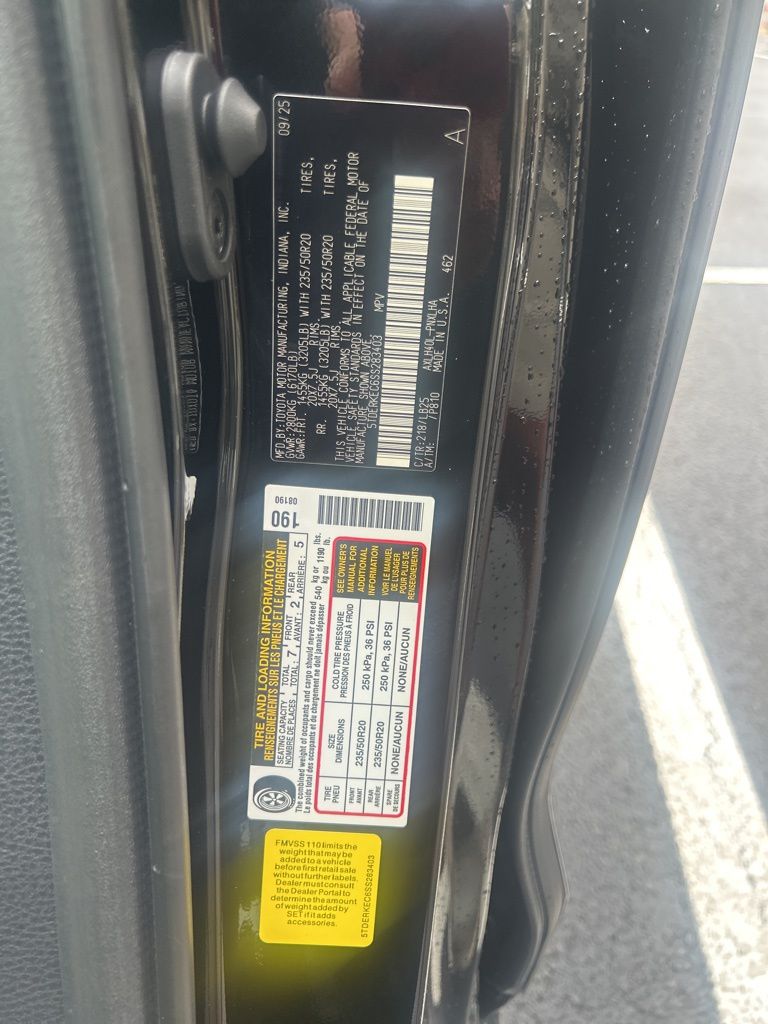 MFD.BY:TOYOTA MOTOR MANUFACTURING, INDIANA, INC. 09/25
GVWR:2800KG (6170LB)
GAWR:FRT. 1455KG (3205LB) WITH 235/50R20 TIRES,
20X7.5J RIMS,
RR. 1455KG (3205LB) WITH 235/50R20 TIRES,
20X7.5J RIMS
THIS VEHICLE CONFORMS TO ALL APPLICABLE FEDERAL MOTOR
VEHICLE SAFETY STANDARDS IN EFFECT ON THE DATE OF
MANUFACTURE SHOWN ABOVE.
5TDERKEC6SS283403 MPV
C/TR:218/LB25 AXLH40L-PNXLHA
A/TM: /P810 MADE IN U.S.A. 462 A
TIRE AND LOADING INFORMATION
RENSEIGNEMENTS SUR LES PNEUS ET LE CHARGEMENT
190
08190
SEATING CAPACITY TOTAL FRONT REAR
NOMBRE DE PLACES TOTAL: 7 AVANT: 2 ARRIÈRE: 5
The combined weight of occupants and cargo should never exceed 540 kg or 1190 lbs.
Le poids total des occupants et du chargement ne doit jamais dépasser kg ou lb.
TIRE
PNEU
SIZE
DIMENSIONS
COLD TIRE PRESSURE
PRESSION DES PNEUS À FROID
FRONT
AVANT
235/50R20
250 kPa, 36 PSI
REAR
ARRIÈRE
235/50R20
250 kPa, 36 PSI
SPARE
DE SECOURS
NONE/AUCUN
NONE/AUCUN
SEE OWNER'S
MANUAL FOR
ADDITIONAL
INFORMATION
VOIR LE MANUEL
DE L'USAGER
POUR PLUS DE
RENSEIGNEMENTS
FMVSS 110 limits the
weight that may be
added to a vehicle
before first retail sale
without further labels.
Dealer must consult
the Dealer Portal to
determine the amount
of weight added by
SET if it adds
accessories.
5TDERKEC6SS283403